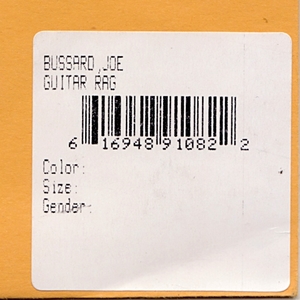 BUSSARD,JOE
GUITAR RAG
6 16948 91082 2
Color:
Size:
Gender: